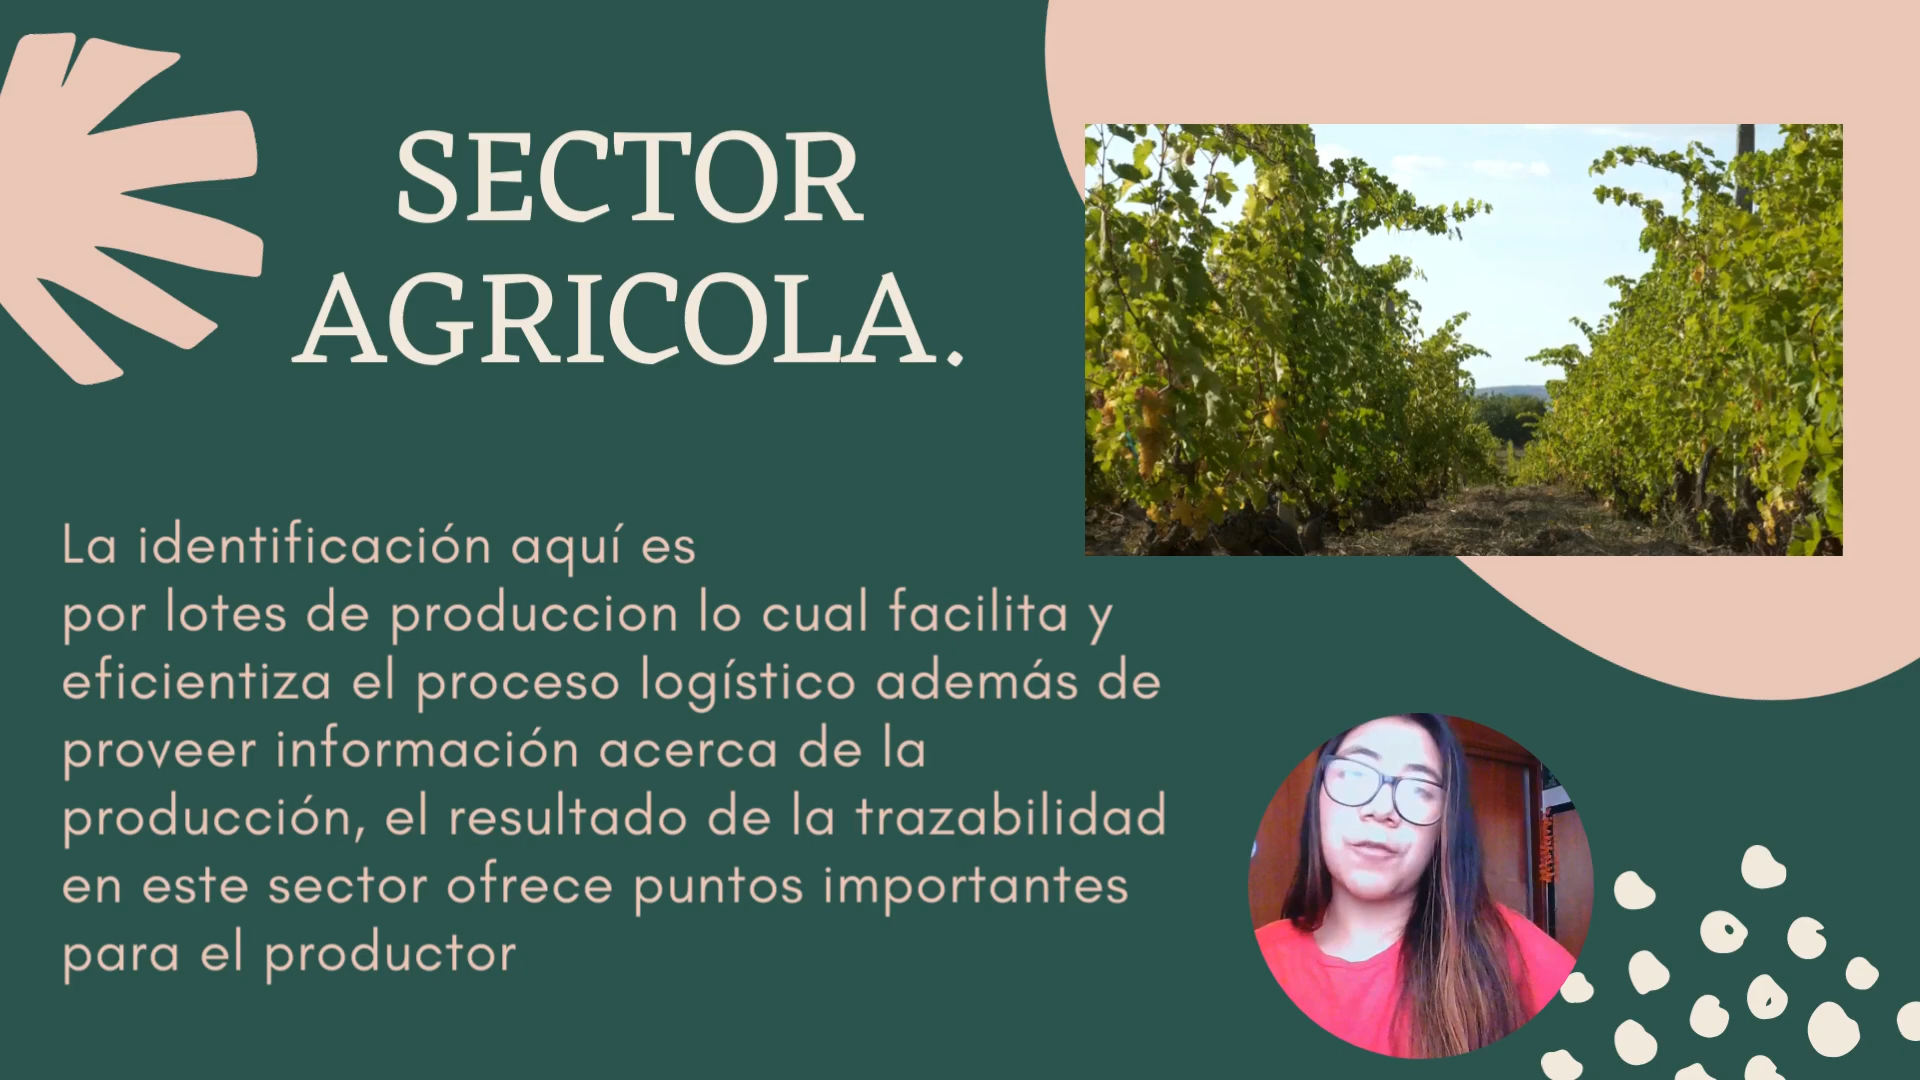 SECTOR
AGRICOLA.
La identificación aquí es
por lotes de produccion lo cual facilita y
eficientiza el proceso logístico además de
proveer información acerca de la
producción, el resultado de la trazabilidad
en este sector ofrece puntos importantes
para el productor